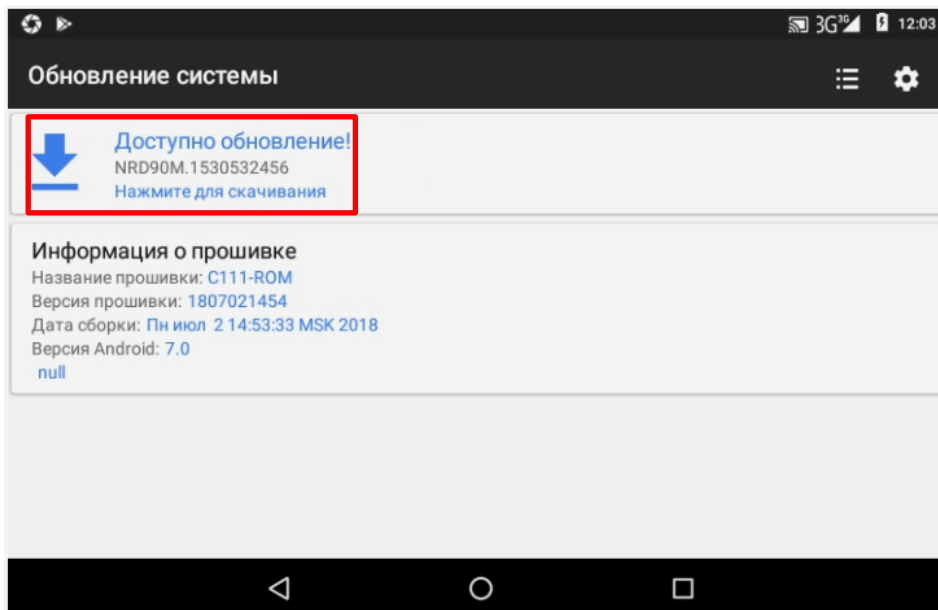 3G 3G 12:03
Обновление системы
Доступно обновление!
NRD90M.1530532456
Нажмите для скачивания
Информация о прошивке
Название прошивки: C111-ROM
Версия прошивки: 1807021454
Дата сборки: Пн июл 2 14:53:33 MSK 2018
Версия Android: 7.0
null